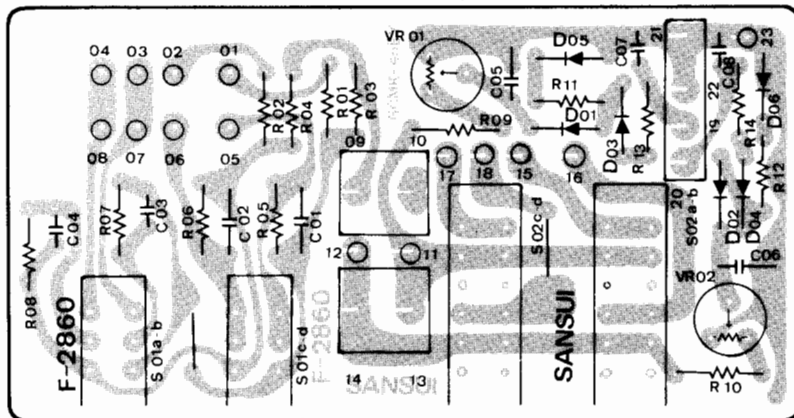 04 03 02 01
VR 01
D05
C07
21
23
C05
R11
C08
D06
R02
R04
R01
R03
D01
22
R09
19
R14
08 07 06 05
09
10
17 18 15 16
D03
R13
R12
20
S02a-b
C04
R07
C03
R06
C02
R05
C01
S02c-d
D02
D04
12 11
C06
R08
VR02
F-2860
S01a-b
S01c-d
F-2860
SANSUI
14 13
SANSUI
R 10